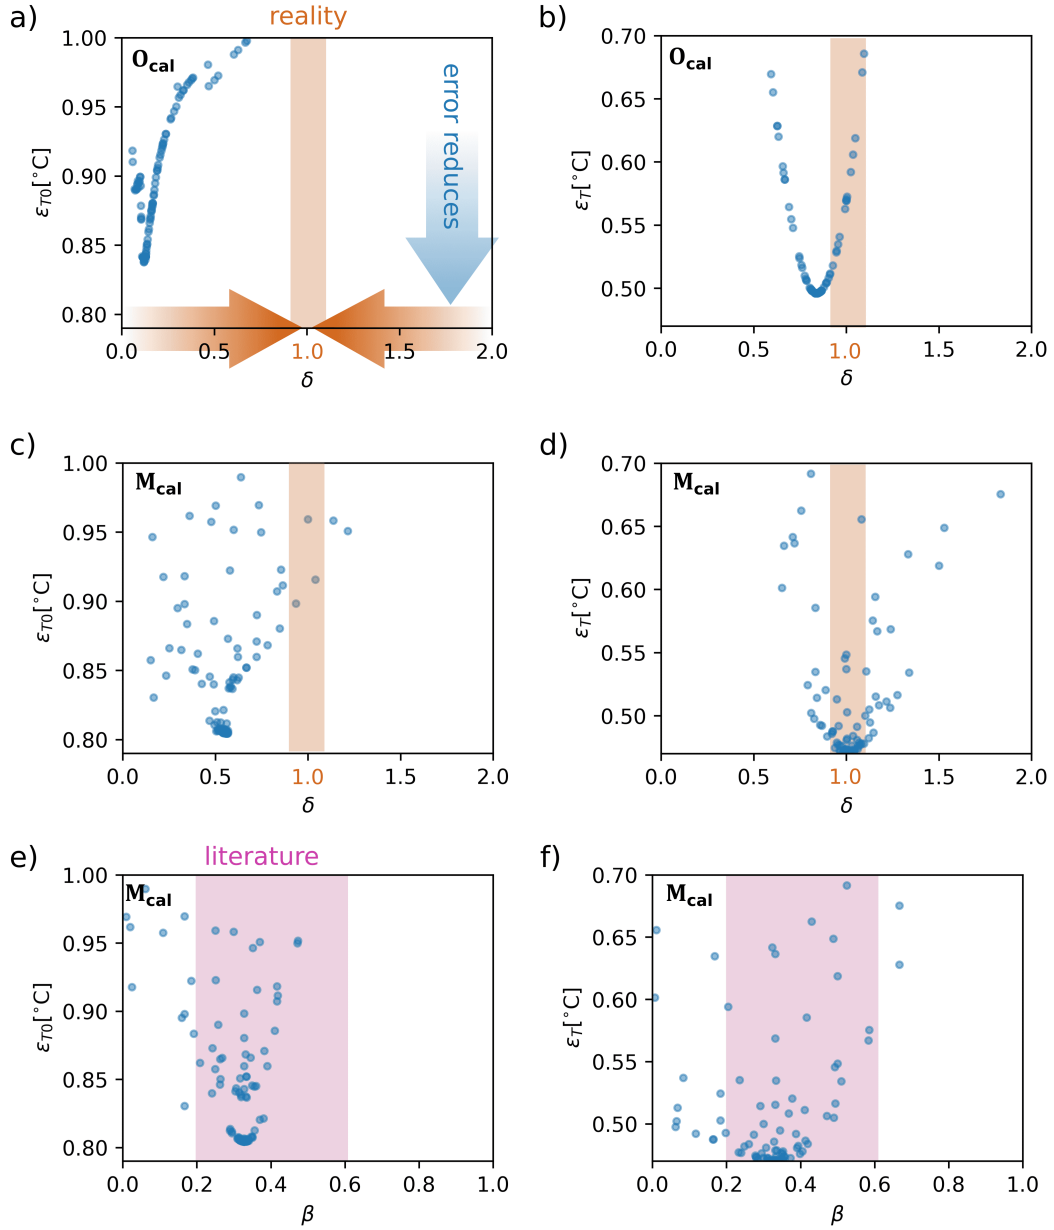 a)
reality
O_cal
error reduces
ε_T0[°C]
1.00
0.95
0.90
0.85
0.80
0.0
0.5
1.0
1.5
2.0
δ
b)
O_cal
ε_T[°C]
0.70
0.65
0.60
0.55
0.50
0.0
0.5
1.0
1.5
2.0
δ
c)
M_cal
ε_T0[°C]
1.00
0.95
0.90
0.85
0.80
0.0
0.5
1.0
1.5
2.0
δ
d)
M_cal
ε_T[°C]
0.70
0.65
0.60
0.55
0.50
0.0
0.5
1.0
1.5
2.0
δ
e)
literature
M_cal
ε_T0[°C]
1.00
0.95
0.90
0.85
0.80
0.0
0.2
0.4
0.6
0.8
1.0
β
f)
M_cal
ε_T[°C]
0.70
0.65
0.60
0.55
0.50
0.0
0.2
0.4
0.6
0.8
1.0
β